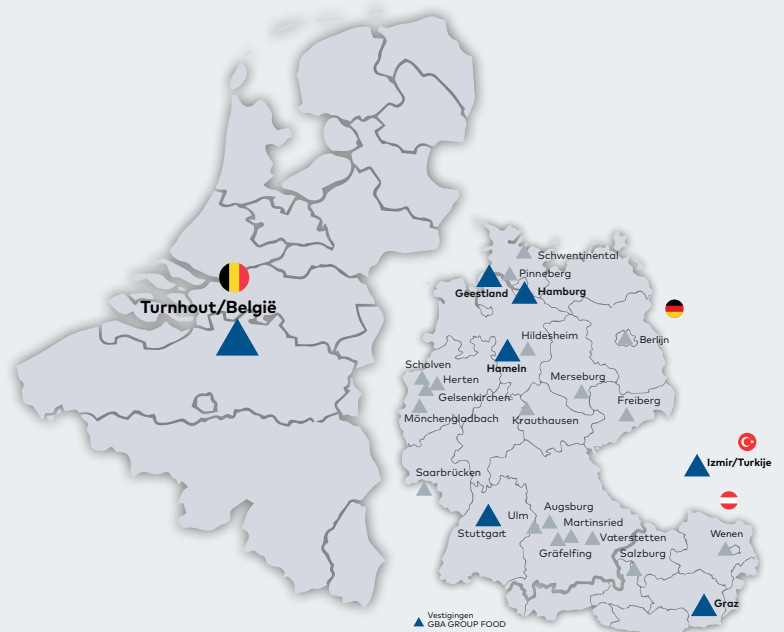 Turnhout/België
Schwentinental
Pinneberg
Geestland
Hamburg
Hildesheim
Berlijn
Scholven
Hameln
Herten
Merseburg
Gelsenkirchen
Freiberg
Mönchengladbach
Krauthausen
Izmir/Turkije
Saarbrücken
Augsburg
Ulm
Martinsried
Stuttgart
Vaterstetten
Wenen
Gräfelfing
Salzburg
Graz
Vestigingen
GBA GROUP FOOD